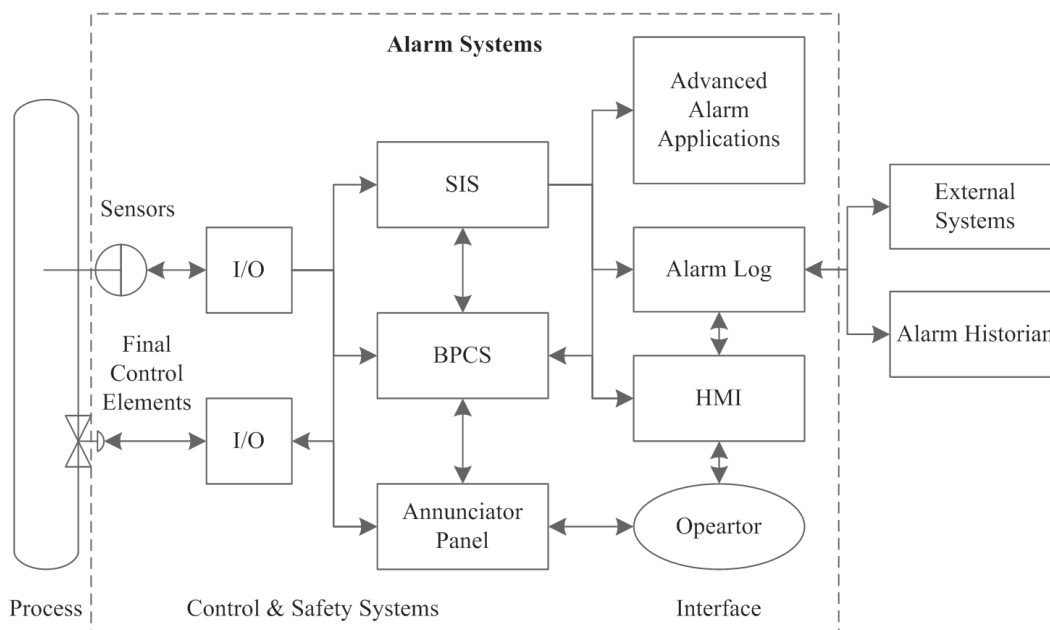 Alarm Systems
Advanced
Alarm
Applications
SIS
External
Systems
Sensors
I/O
Alarm Log
Final
Control
Elements
BPCS
Alarm Historian
HMI
I/O
Annunciator
Panel
Opeartor
Process
Control & Safety Systems
Interface